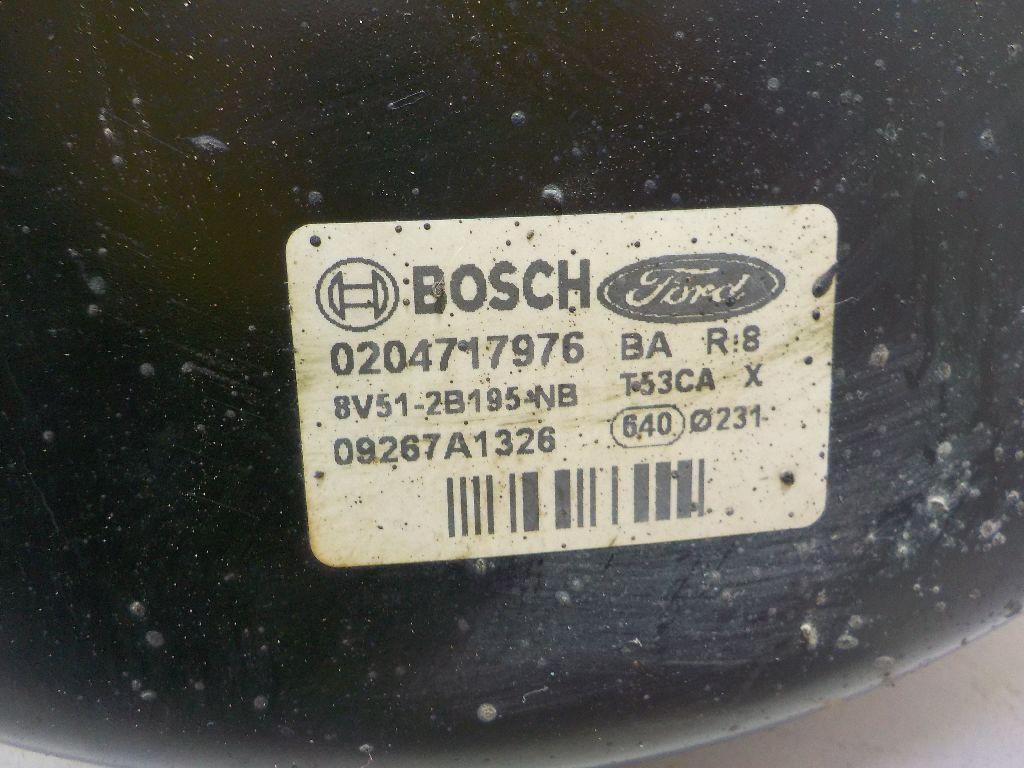 BOSCH Ford
0204717976 BA R:8
8V51-2B195-NB T53CA X
09267A1326 640 Ø231